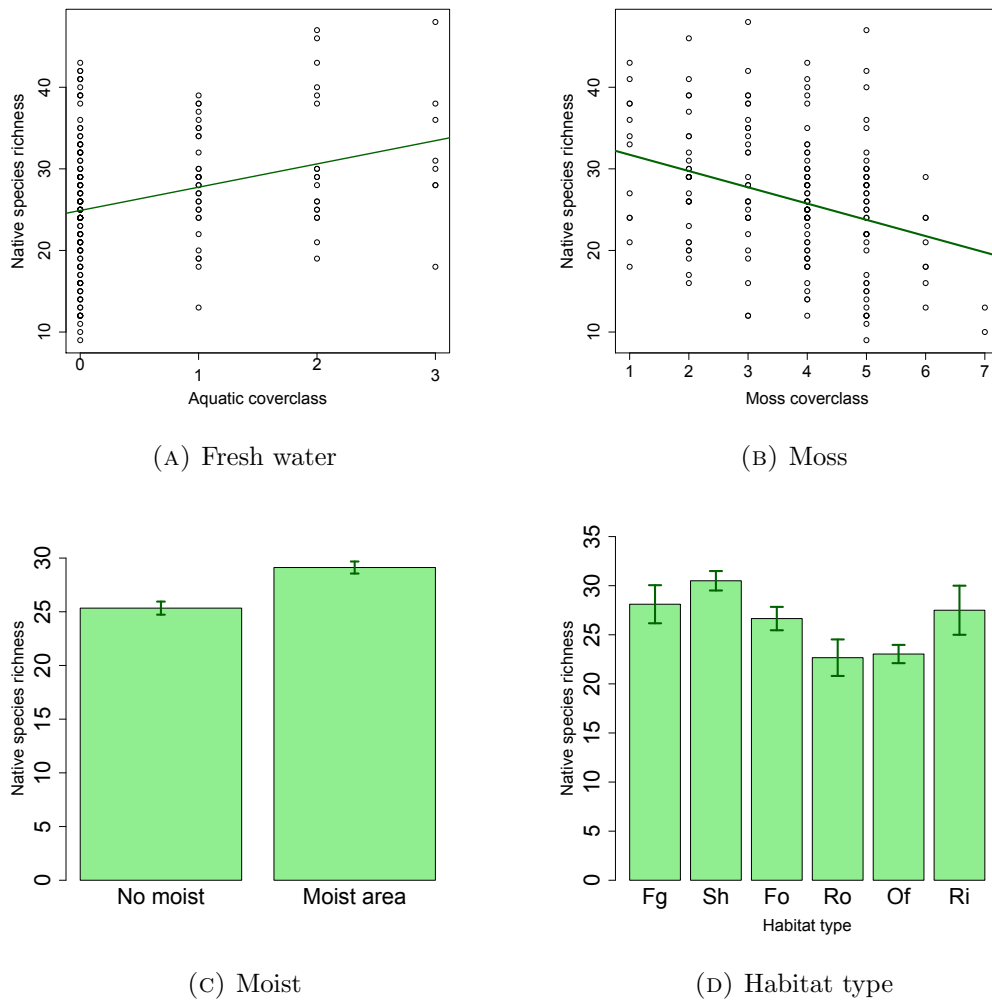 Native species richness
40
30
20
10
0 1 2 3
Aquatic coverclass
(A) Fresh water
Native species richness
40
30
20
10
1 2 3 4 5 6 7
Moss coverclass
(B) Moss
Native species richness
30
25
20
15
10
5
0
No moist Moist area
(C) Moist
Native species richness
35
30
25
20
15
10
5
0
Fg Sh Fo Ro Of Ri
Habitat type
(D) Habitat type